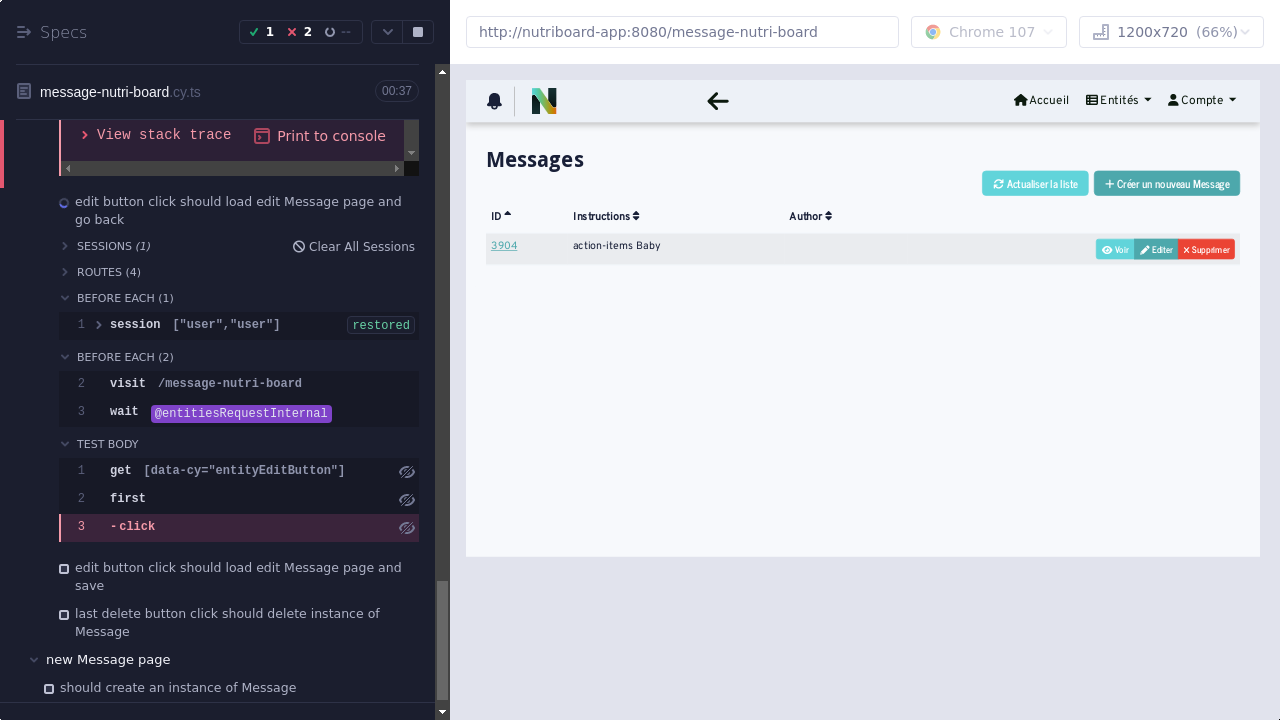 Specs
1
2
--
http://nutriboard-app:8080/message-nutri-board
Chrome 107
1200x720 (66%)
message-nutri-board.cy.ts
00:37
View stack trace
Print to console
edit button click should load edit Message page and
go back
SESSIONS (1)
Clear All Sessions
ROUTES (4)
BEFORE EACH (1)
1 session ["user","user"] restored
BEFORE EACH (2)
2 visit /message-nutri-board
3 wait @entitiesRequestInternal
TEST BODY
1 get [data-cy="entityEditButton"]
2 first
3 -click
edit button click should load edit Message page and
save
last delete button click should delete instance of
Message
new Message page
should create an instance of Message
N
Accueil
Entités
Compte
Messages
Actualiser la liste
Créer un nouveau Message
ID Instructions Author
3904 action-items Baby
Voir
Editer
Supprimer